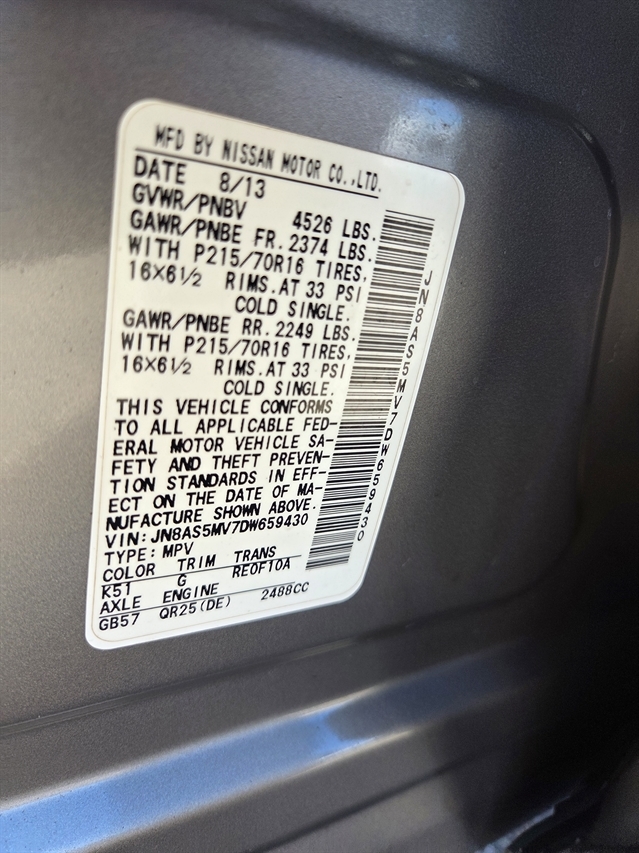 MFD BY NISSAN MOTOR CO.,LTD.
DATE 8/13
GVWR/PNBV 4526 LBS.
GAWR/PNBE FR. 2374 LBS.
WITH P215/70R16 TIRES,
16X6½ RIMS.AT 33 PSI
COLD SINGLE.
GAWR/PNBE RR. 2249 LBS.
WITH P215/70R16 TIRES,
16X6½ RIMS.AT 33 PSI
COLD SINGLE.
THIS VEHICLE CONFORMS
TO ALL APPLICABLE FED-
ERAL MOTOR VEHICLE SA-
FETY AND THEFT PREVEN-
TION STANDARDS IN EFF-
ECT ON THE DATE OF MA-
NUFACTURE SHOWN ABOVE.
VIN:JN8AS5MV7DW659430
TYPE: MPV
COLOR TRIM TRANS
K51 G RE0F10A
AXLE ENGINE
GB57 QR25(DE) 2488CC
JN8AS5MV7DW659430